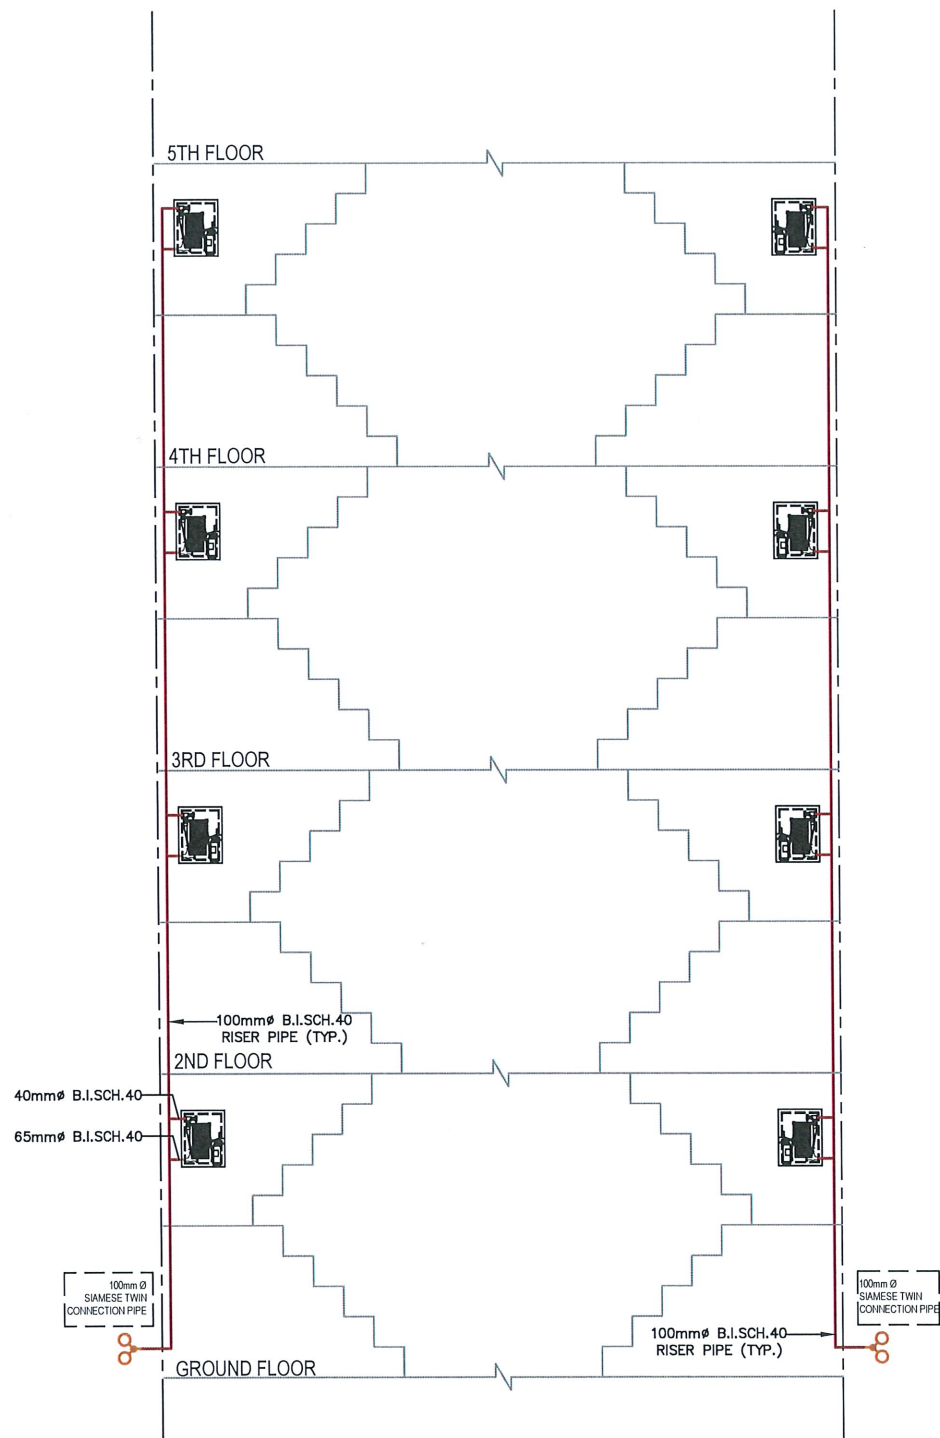 5TH FLOOR
4TH FLOOR
3RD FLOOR
100mmø B.I.SCH.40
RISER PIPE (TYP.)
2ND FLOOR
40mmø B.I.SCH.40
65mmø B.I.SCH.40
100mm Ø
SIAMESE TWIN
CONNECTION PIPE
100mm Ø
SIAMESE TWIN
CONNECTION PIPE
100mmø B.I.SCH.40
RISER PIPE (TYP.)
GROUND FLOOR